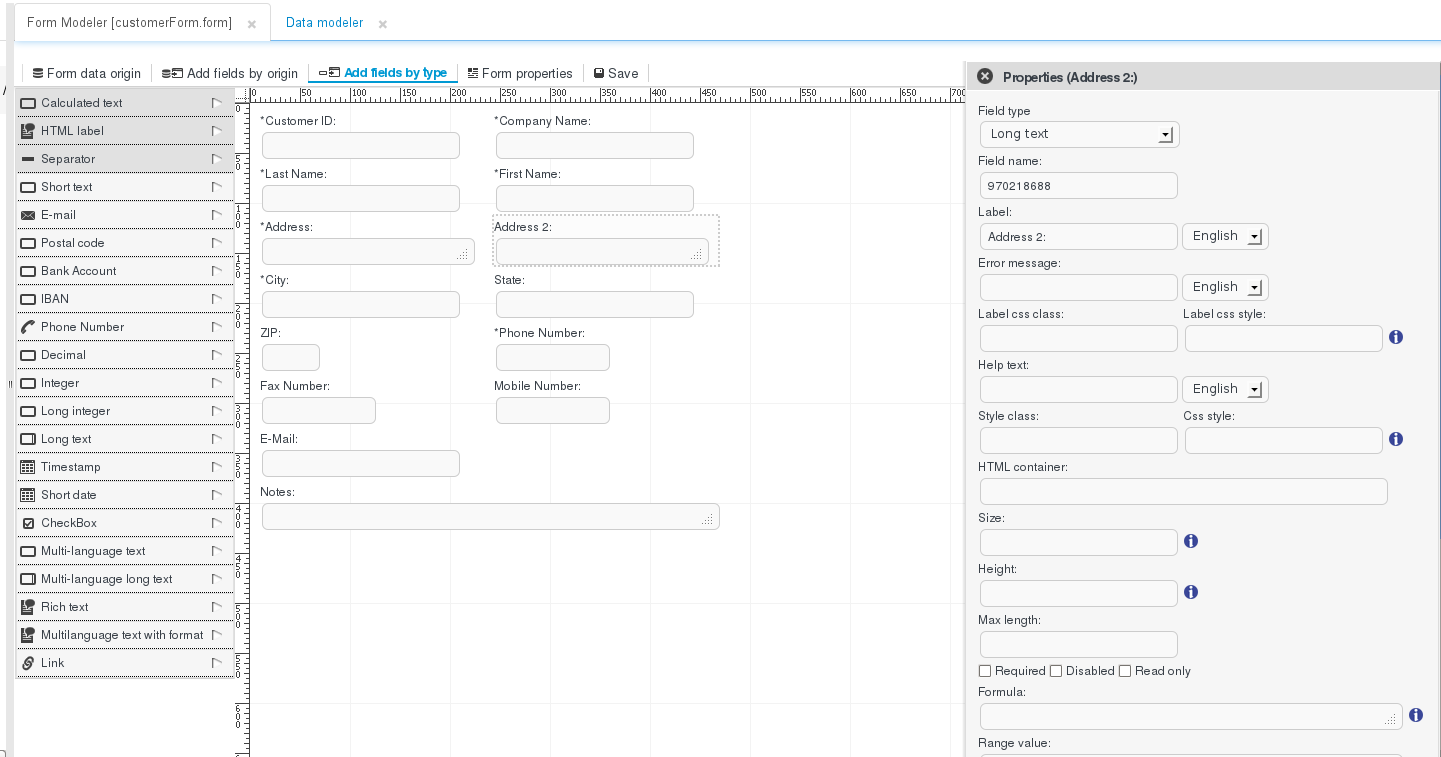 Form Modeler [customerForm.form]
Data modeler
Form data origin
Add fields by origin
Add fields by type
Form properties
Save
Calculated text
HTML label
Separator
Short text
E-mail
Postal code
Bank Account
IBAN
Phone Number
Decimal
Integer
Long integer
Long text
Timestamp
Short date
CheckBox
Multi-language text
Multi-language long text
Rich text
Multilanguage text with format
Link
0 100 200 300 400 500 600 700
0
50
100
150
200
250
300
350
400
450
500
550
600
*Customer ID:
*Company Name:
*Last Name:
*First Name:
*Address:
Address 2:
*City:
State:
ZIP:
*Phone Number:
Fax Number:
Mobile Number:
E-Mail:
Notes:
Properties (Address 2:)
Field type
Long text
Field name:
970218688
Label:
Address 2:
English
Error message:
English
Label css class:
Label css style:
Help text:
English
Style class:
Css style:
HTML container:
Size:
Height:
Max length:
Required
Disabled
Read only
Formula:
Range value: